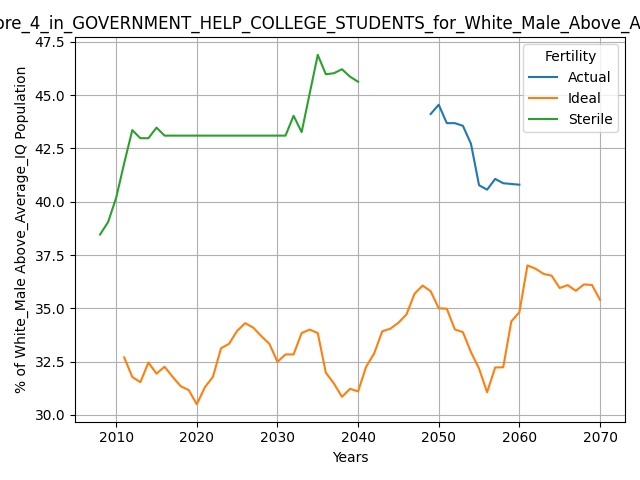 ore_4_in_GOVERNMENT_HELP_COLLEGE_STUDENTS_for_White_Male_Above_A
47.5
45.0
42.5
40.0
37.5
35.0
32.5
30.0
% of White_Male Above_Average_IQ Population
Fertility
Actual
Ideal
Sterile
2010 2020 2030 2040 2050 2060 2070
Years